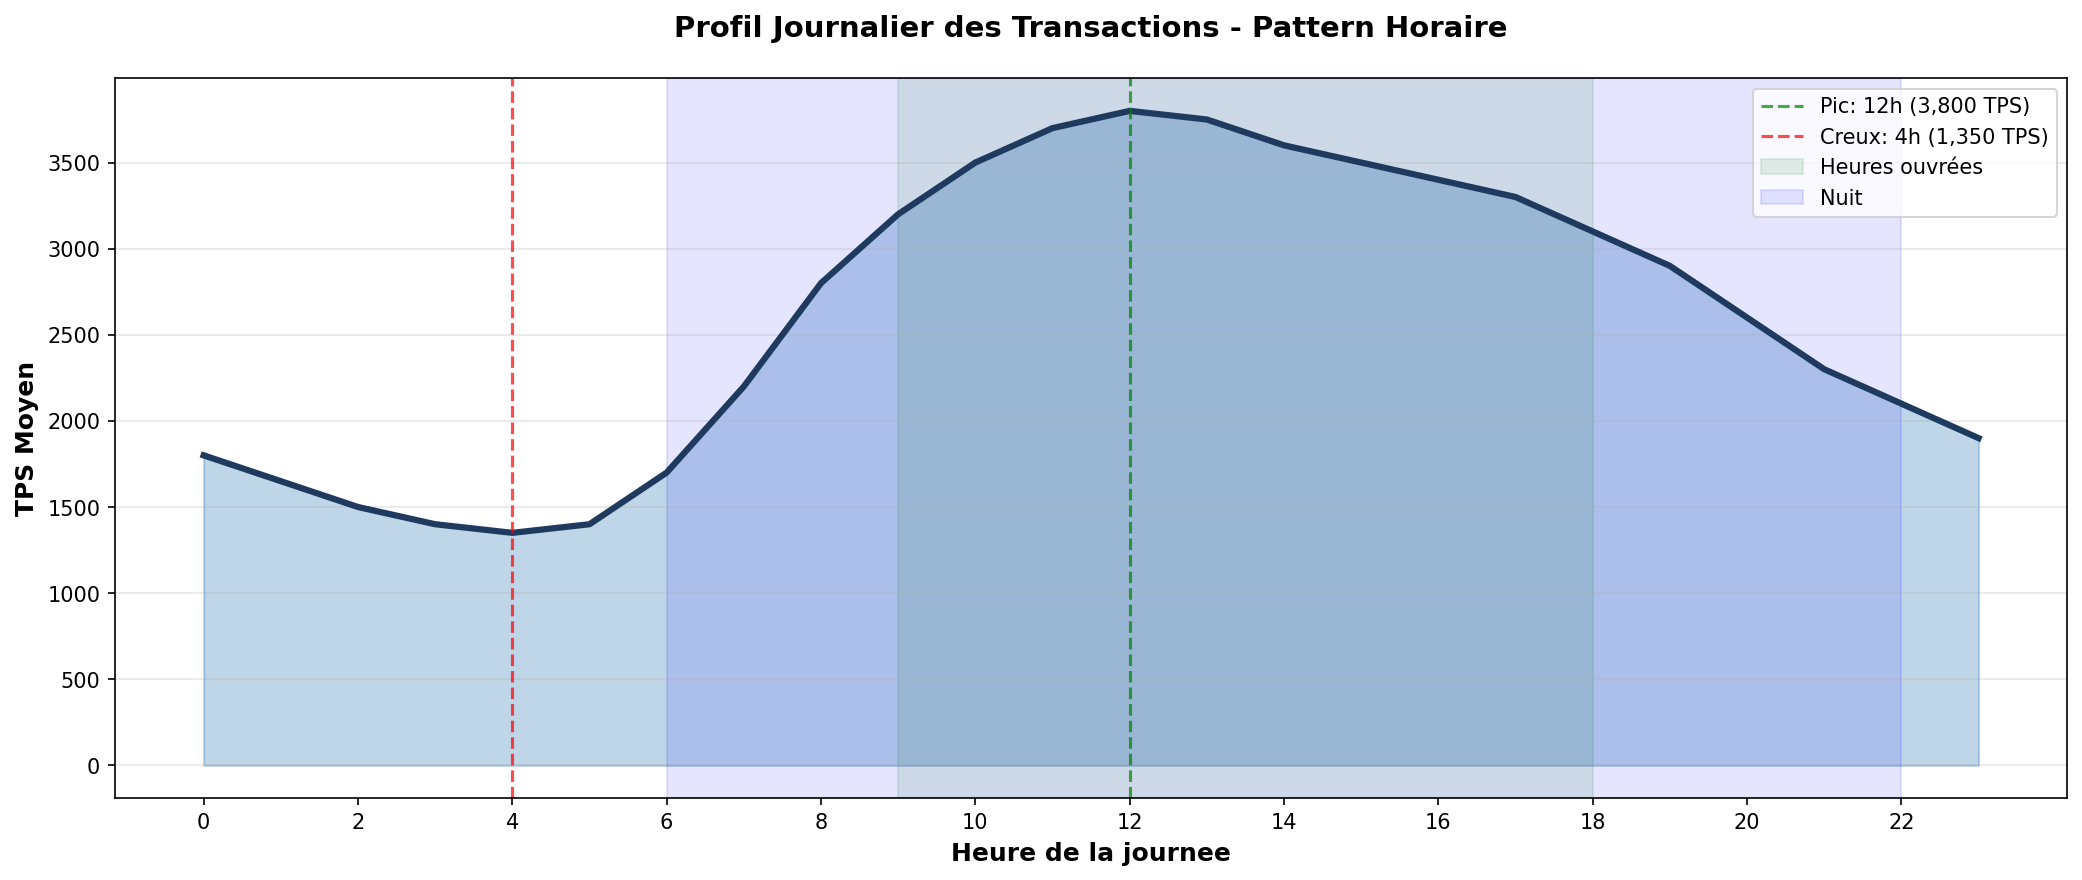 Profil Journalier des Transactions - Pattern Horaire
Pic: 12h (3,800 TPS)
Creux: 4h (1,350 TPS)
Heures ouvrées
Nuit
TPS Moyen
3500
3000
2500
2000
1500
1000
500
0
0 2 4 6 8 10 12 14 16 18 20 22
Heure de la journee